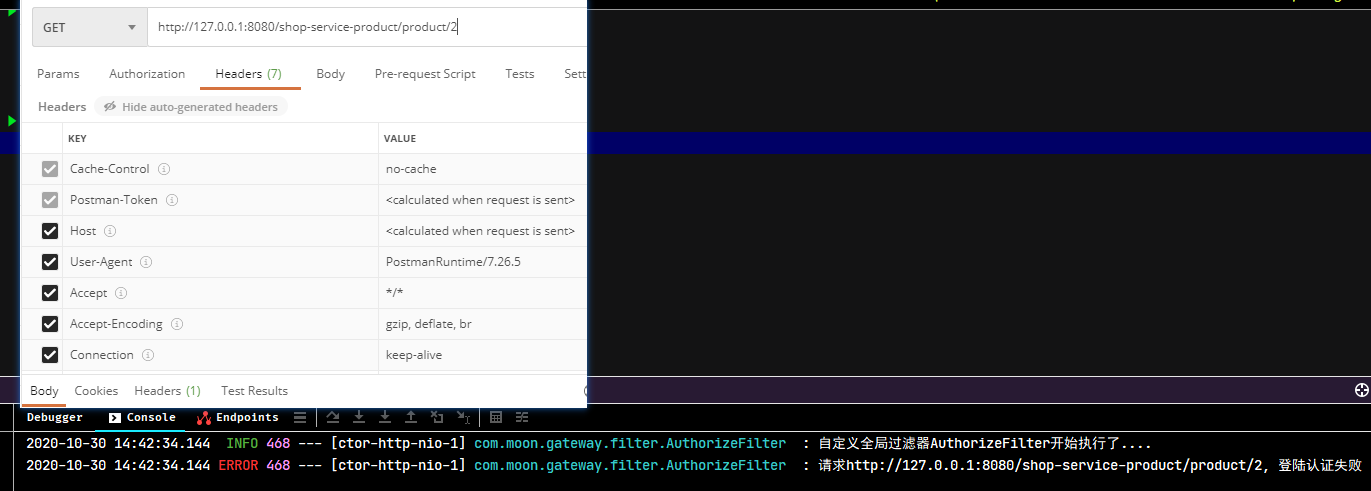 GET http://127.0.0.1:8080/shop-service-product/product/2
Params Authorization Headers (7) Body Pre-request Script Tests Sett
Headers Hide auto-generated headers
KEY VALUE
Cache-Control no-cache
Postman-Token <calculated when request is sent>
Host <calculated when request is sent>
User-Agent PostmanRuntime/7.26.5
Accept */*
Accept-Encoding gzip, deflate, br
Connection keep-alive
Body Cookies Headers (1) Test Results
Debugger Console Endpoints
2020-10-30 14:42:34.144 INFO 468 --- [ctor-http-nio-1] com.moon.gateway.filter.AuthorizeFilter : 自定义全局过滤器AuthorizeFilter开始执行了....
2020-10-30 14:42:34.144 ERROR 468 --- [ctor-http-nio-1] com.moon.gateway.filter.AuthorizeFilter : 请求http://127.0.0.1:8080/shop-service-product/product/2, 登陆认证失败